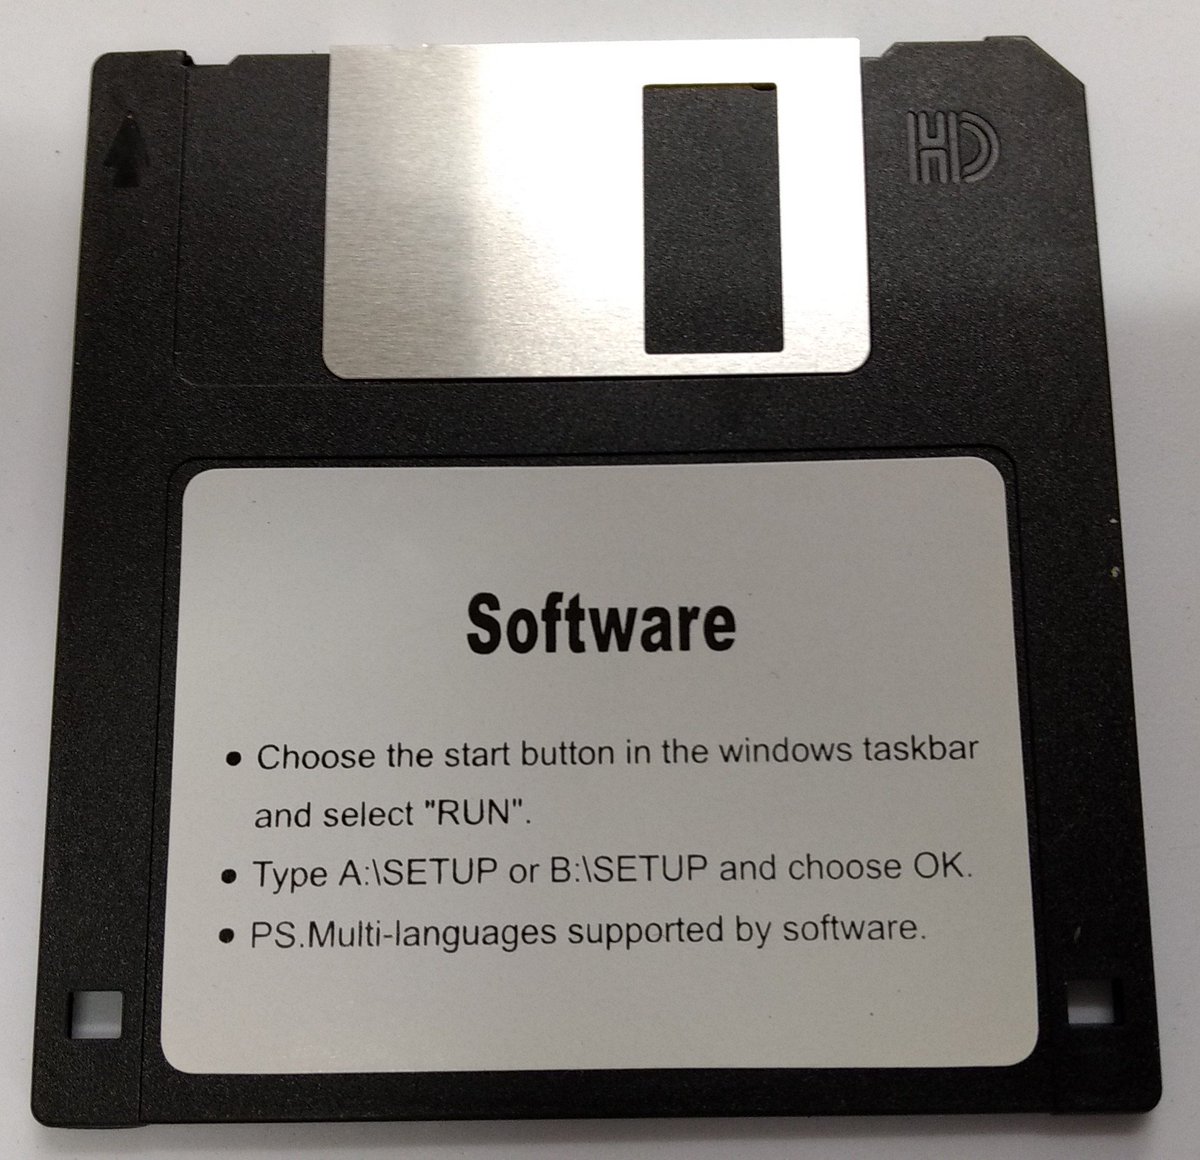 HD
Software
• Choose the start button in the windows taskbar
and select "RUN".
• Type A:\SETUP or B:\SETUP and choose OK.
• PS.Multi-languages supported by software.